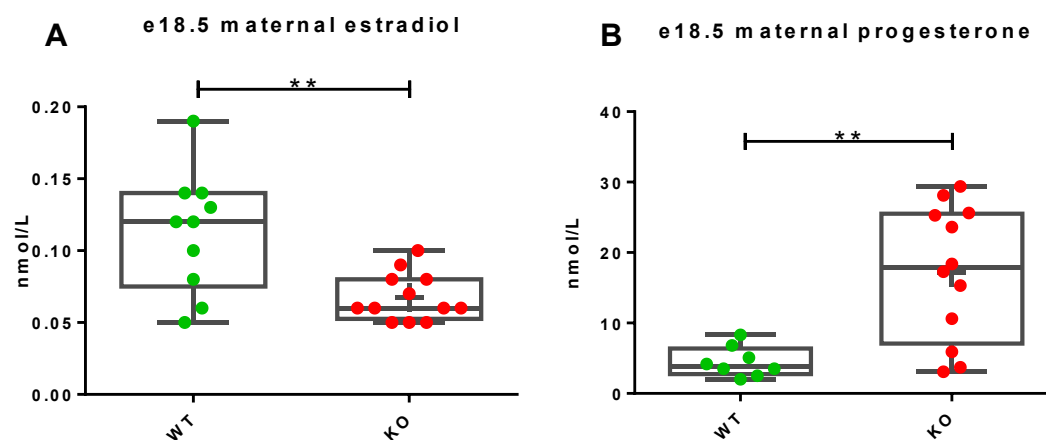 A
e18.5 maternal estradiol
**
0.20
0.15
0.10
0.05
0.00
nmol/L
WT
KO
B
e18.5 maternal progesterone
**
40
30
20
10
0
nmol/L
WT
KO